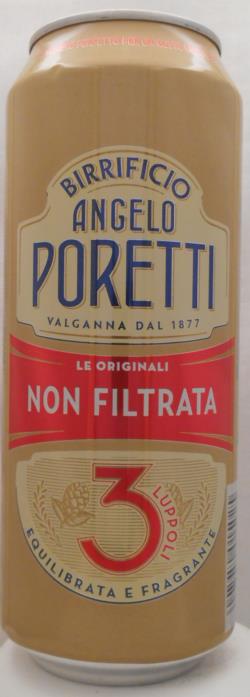 BIRRIFICIO
ANGELO
PORETTI
VALGANNA DAL 1877
LE ORIGINALI
NON FILTRATA
3
LUPPOLI
EQUILIBRATA E FRAGRANTE